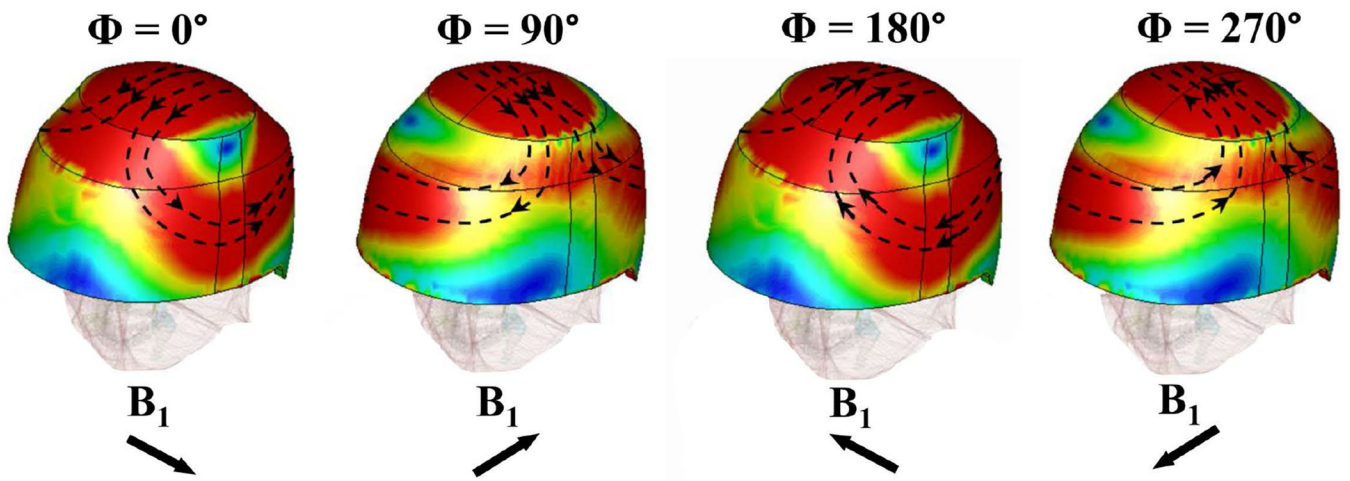 Φ = 0°
Φ = 90°
Φ = 180°
Φ = 270°
B₁
B₁
B₁
B₁